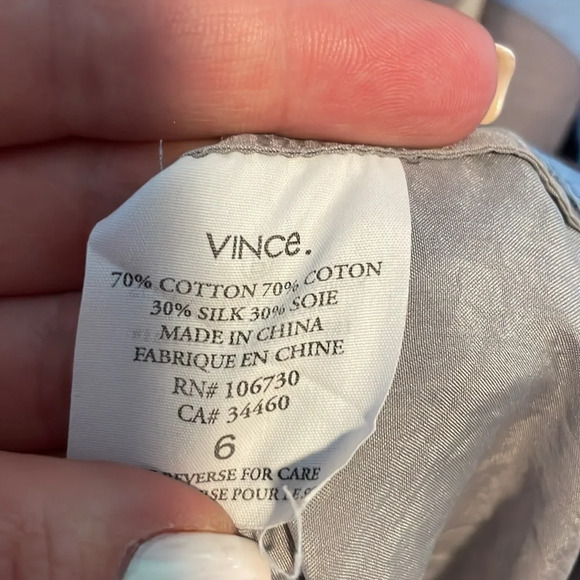 VINce.
70% COTTON 70% COTON
30% SILK 30% SOIE
MADE IN CHINA
FABRIQUE EN CHINE
RN# 106730
CA# 34460
6
REVERSE FOR CARE
POUR